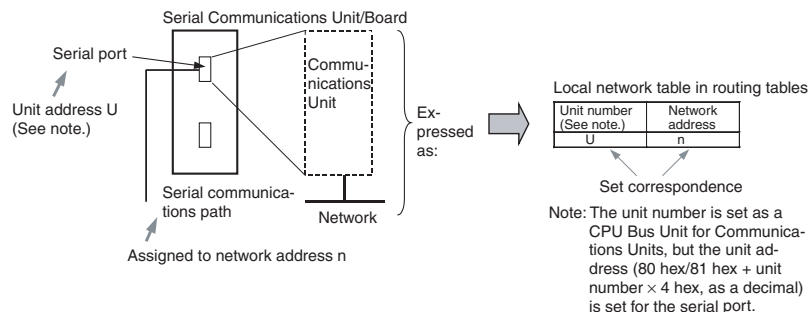 Serial Communications Unit/Board
Serial port
Unit address U
(See note.)
Commu-
nications
Unit
Ex-
pressed
as:
Serial communica-
tions path
Network
Assigned to network address n
Local network table in routing tables
Unit number
(See note.)
Network
address
U
n
Set correspondence
Note: The unit number is set as a
CPU Bus Unit for Communica-
tions Units, but the unit ad-
dress (80 hex/81 hex + unit
number × 4 hex, as a decimal)
is set for the serial port.